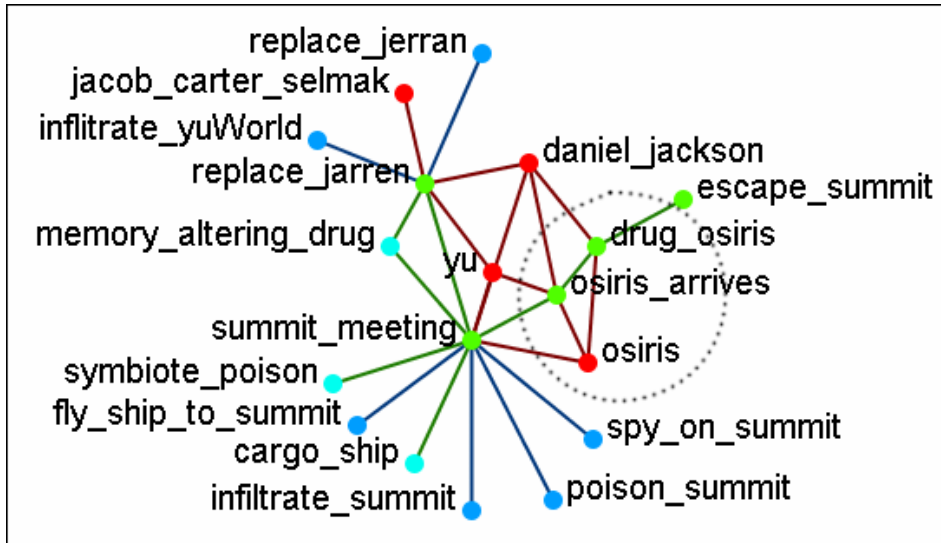 replace_jerran
jacob_carter_selmak
inflitrate_yuWorld
daniel_jackson
replace_jarren
escape_summit
memory_altering_drug
drug_osiris
yu
osiris_arrives
summit_meeting
osiris
symbiote_poison
fly_ship_to_summit
spy_on_summit
cargo_ship
poison_summit
infiltrate_summit